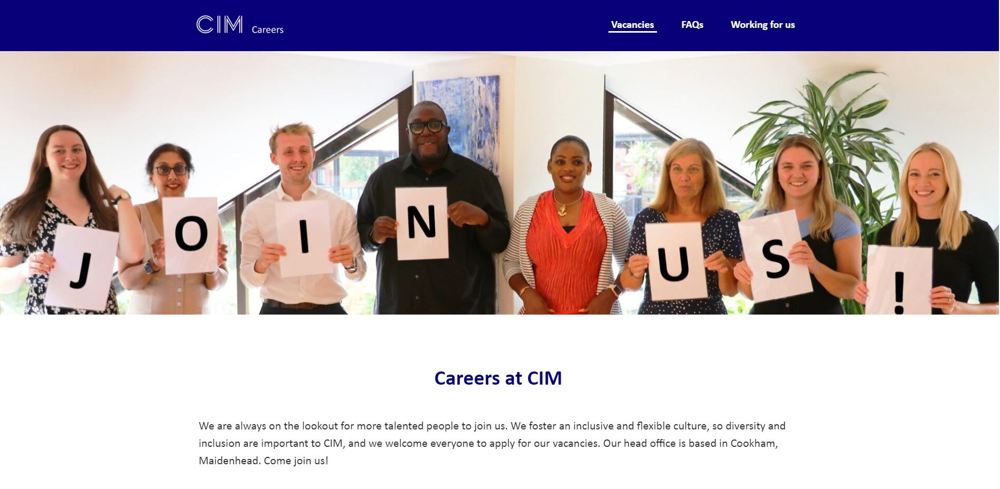 CIM Careers
Vacancies FAQs Working for us
J O I N U S !
Careers at CIM
We are always on the lookout for more talented people to join us. We foster an inclusive and flexible culture, so diversity and
inclusion are important to CIM, and we welcome everyone to apply for our vacancies. Our head office is based in Cookham,
Maidenhead. Come join us!